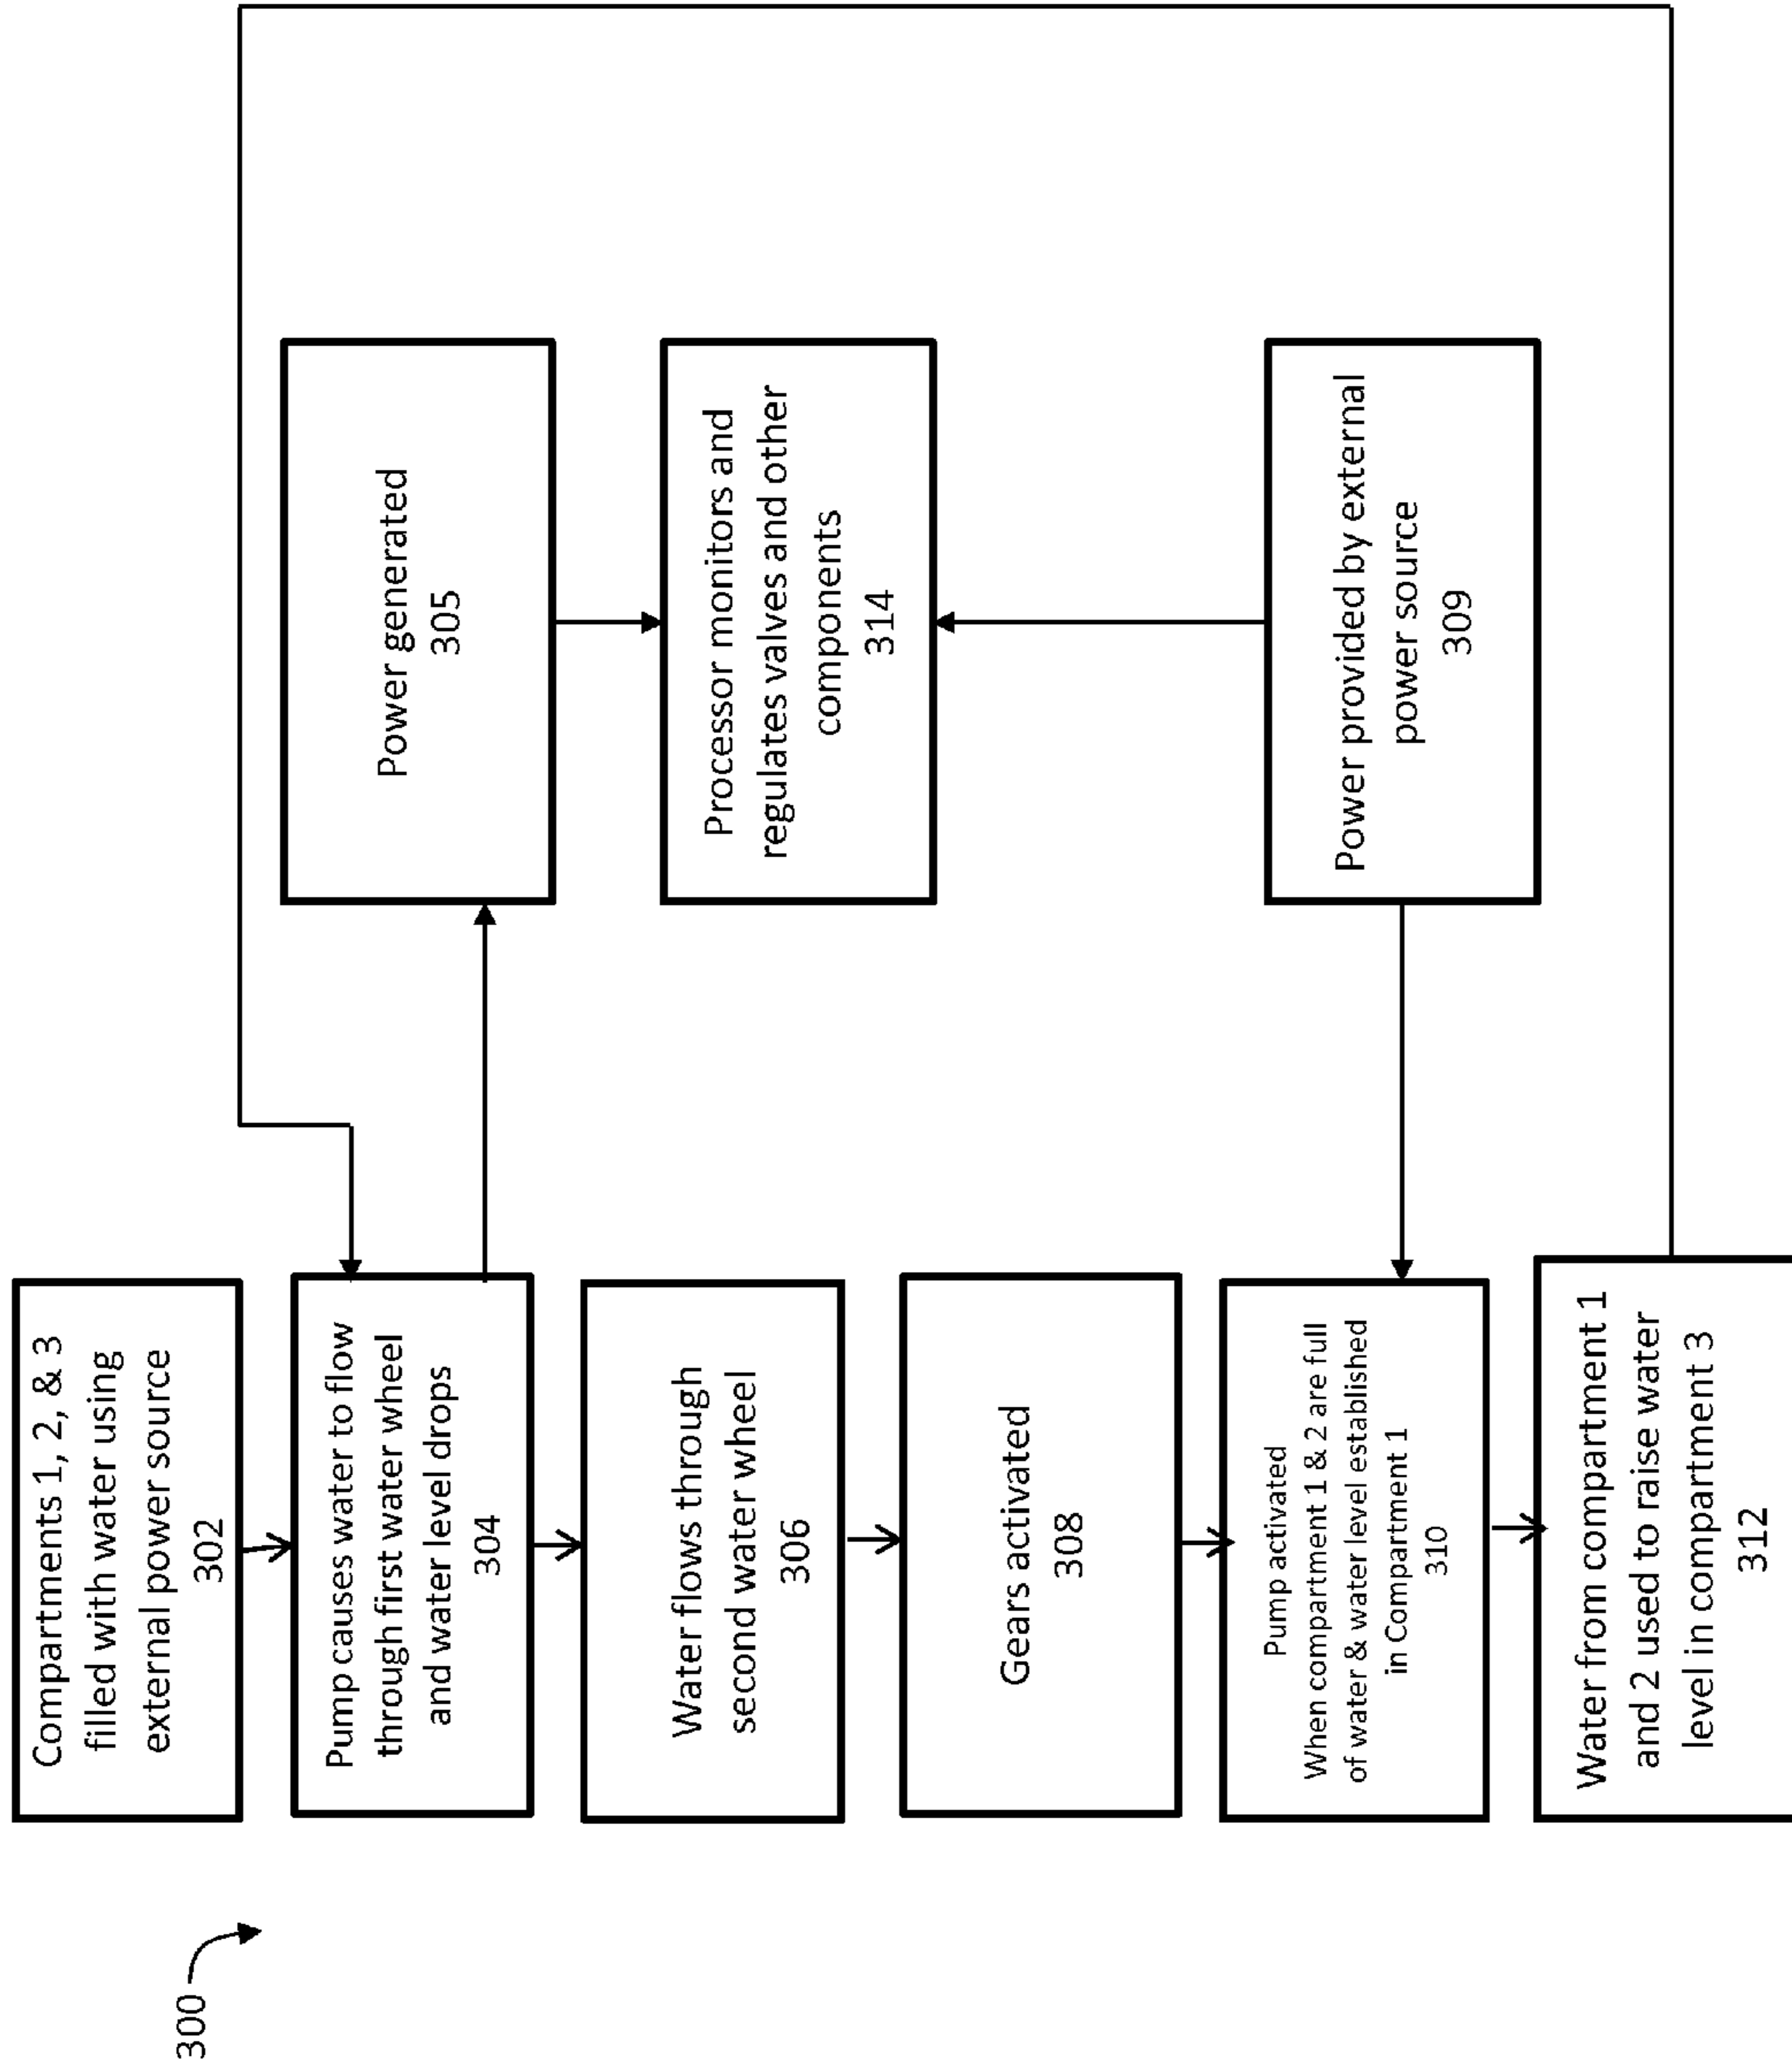 300
Compartments 1, 2, & 3
filled with water using
external power source
302
Pump causes water to flow
through first water wheel
and water level drops
304
Power generated
305
Water flows through
second water wheel
306
Processor monitors and
regulates valves and other
components
314
Gears activated
308
Power provided by external
power source
309
Pump activated
When compartment 1 & 2 are full
of water & water level established
in Compartment 1
310
Water from compartment 1
and 2 used to raise water
level in compartment 3
312